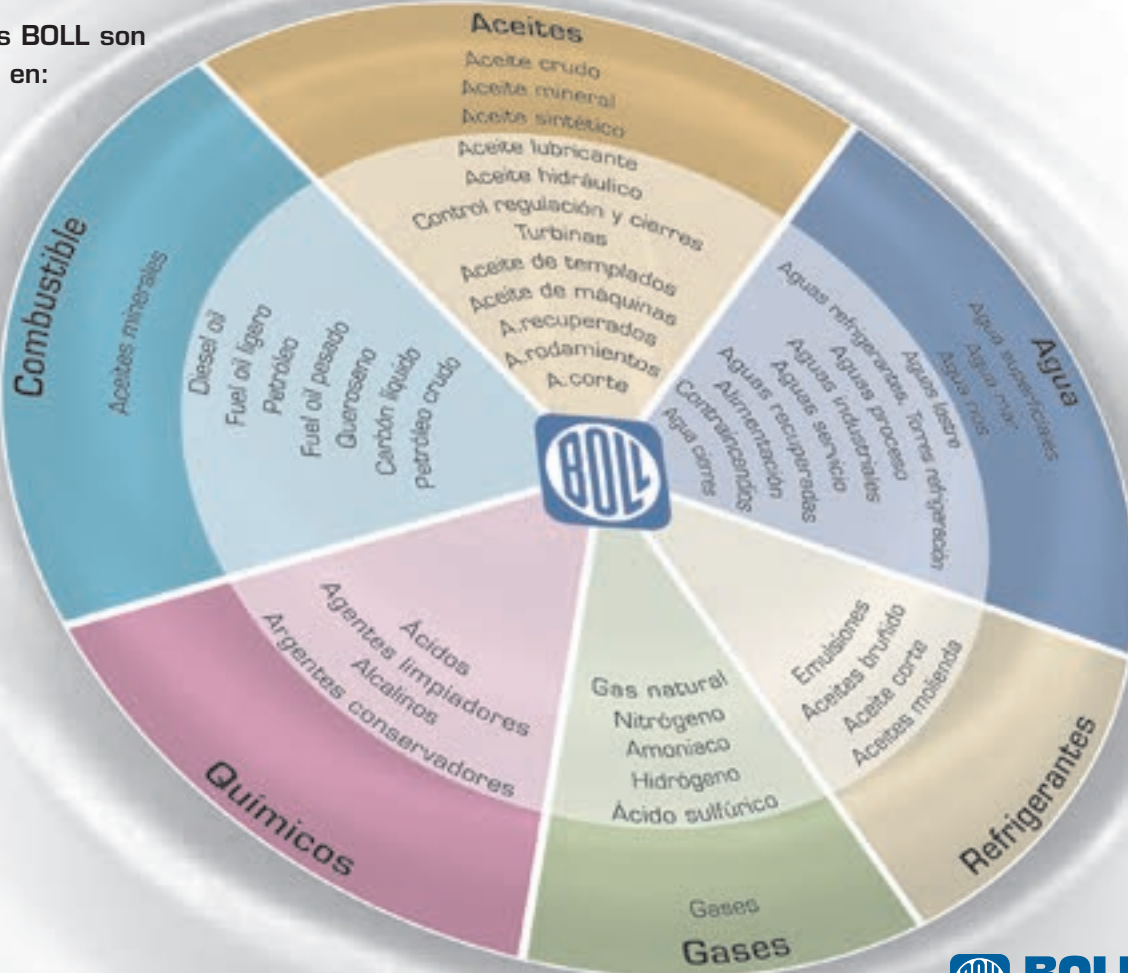 s BOLL son
en:
Aceites
Aceite crudo
Aceite mineral
Aceite sintético
Aceite lubricante
Aceite hidráulico
Control regulación y cierres
Turbinas
Aceite de templados
Aceite de máquinas
A.recuperados
A.rodamientos
A.corte
Agua
Agua superficiales
Agua mar
Agua ríos
Aguas refrigerantes, Torres refrigeración
Aguas lastre
Aguas proceso
Aguas industriales
Aguas servicio
Aguas recuperadas
Alimentación
Contraincendios
Agua cierres
Refrigerantes
Emulsiones
Aceites bruñido
Aceite corte
Aceites molienda
Gas natural
Nitrógeno
Amoniaco
Hidrógeno
Ácido sulfúrico
Gases
Gases
Químicos
Ácidos
Agentes limpiadores
Alcalinos
Argentes conservadores
Combustible
Aceites minerales
Diesel oil
Fuel oil ligero
Petróleo
Fuel oil pesado
Queroseno
Carbón líquido
Petróleo crudo
BOLL
BOLL